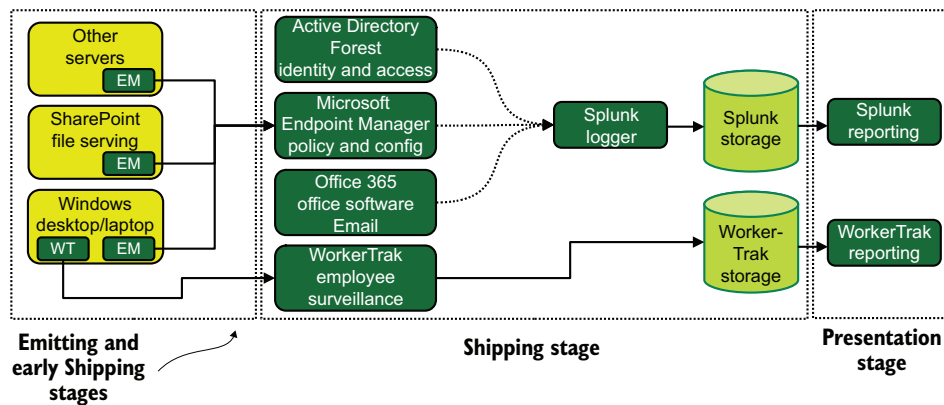 Other
servers
EM
SharePoint
file serving
EM
Windows
desktop/laptop
WT
EM
Active Directory
Forest
identity and access
Microsoft
Endpoint Manager
policy and config
Office 365
office software
Email
WorkerTrak
employee
surveillance
Splunk
logger
Splunk
storage
Worker-
Trak
storage
Splunk
reporting
WorkerTrak
reporting
Emitting and
early Shipping
stages
Shipping stage
Presentation
stage